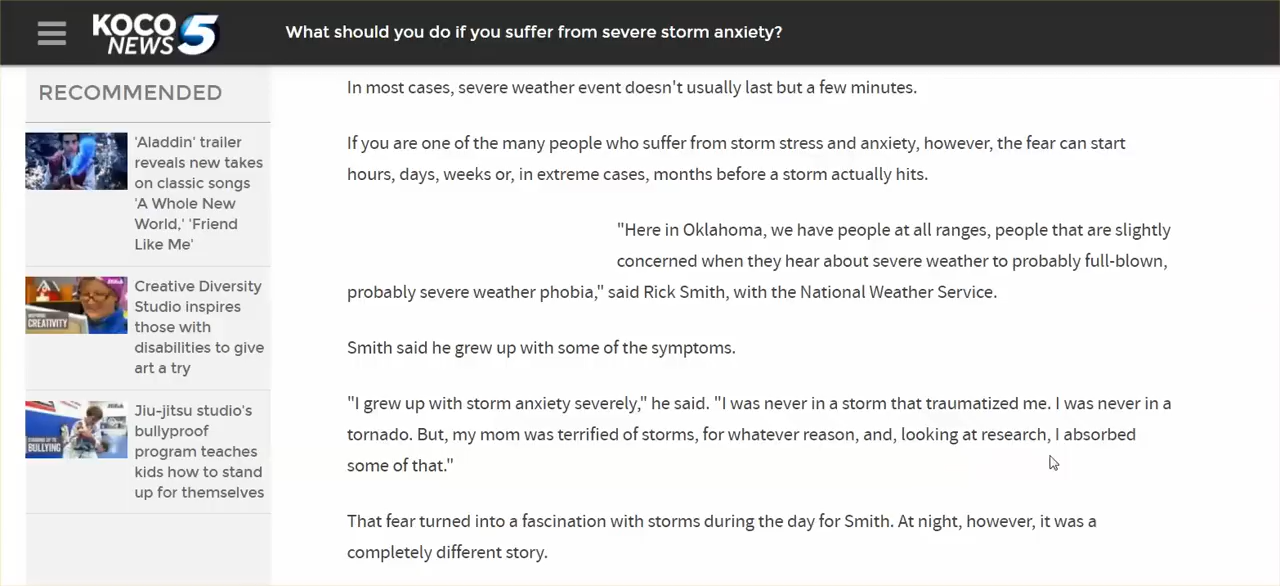 KOCO 5
NEWS
What should you do if you suffer from severe storm anxiety?
RECOMMENDED
'Aladdin' trailer
reveals new takes
on classic songs
'A Whole New
World,' 'Friend
Like Me'
CREATIVITY
Creative Diversity
Studio inspires
those with
disabilities to give
art a try
BULLYING
Jiu-jitsu studio's
bullyproof
program teaches
kids how to stand
up for themselves
In most cases, severe weather event doesn't usually last but a few minutes.
If you are one of the many people who suffer from storm stress and anxiety, however, the fear can start
hours, days, weeks or, in extreme cases, months before a storm actually hits.
"Here in Oklahoma, we have people at all ranges, people that are slightly
concerned when they hear about severe weather to probably full-blown,
probably severe weather phobia," said Rick Smith, with the National Weather Service.
Smith said he grew up with some of the symptoms.
"I grew up with storm anxiety severely," he said. "I was never in a storm that traumatized me. I was never in a
tornado. But, my mom was terrified of storms, for whatever reason, and, looking at research, I absorbed
some of that."
That fear turned into a fascination with storms during the day for Smith. At night, however, it was a
completely different story.